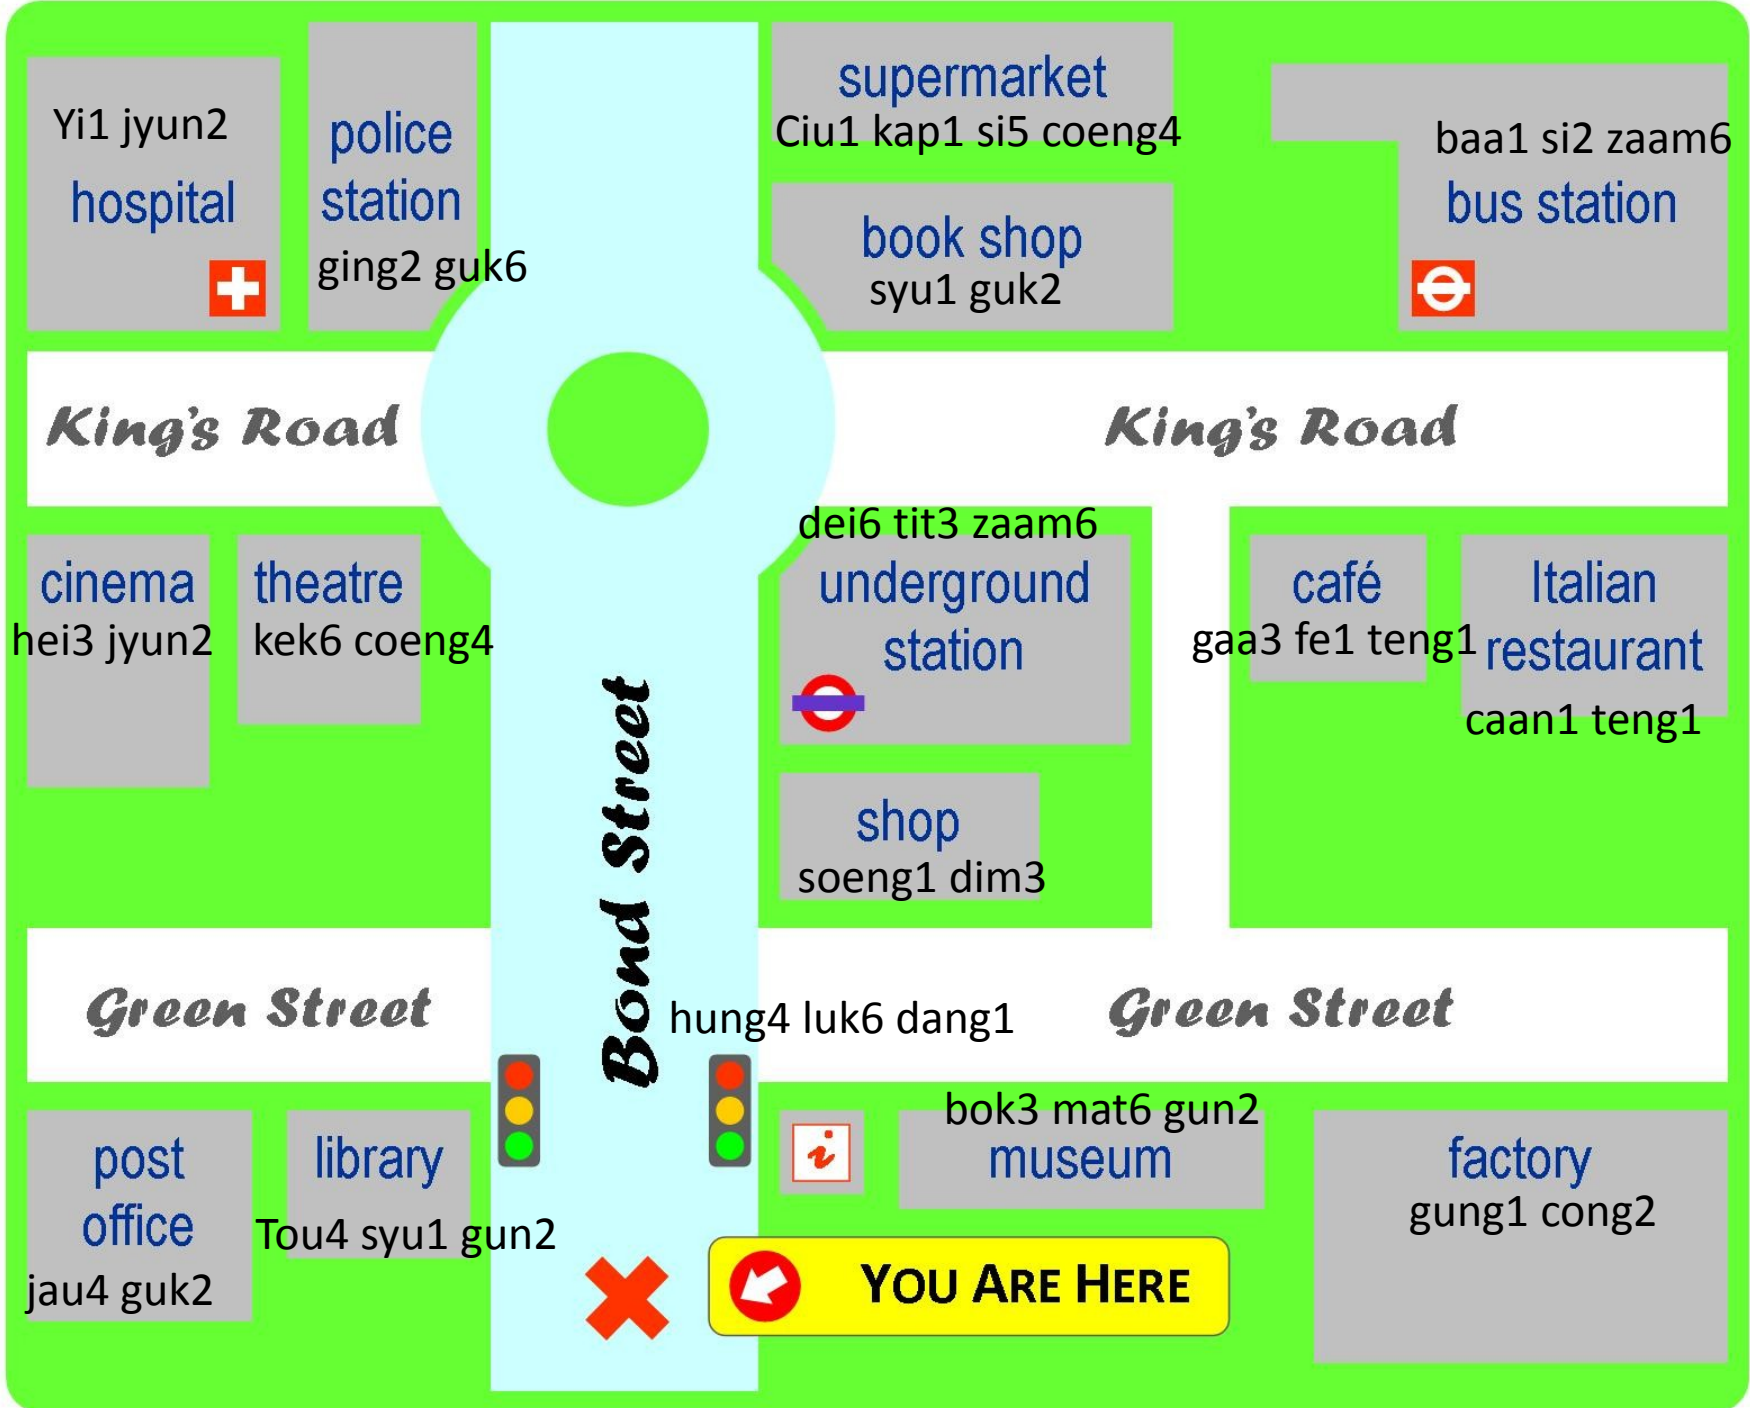 Yi1 jyun2
hospital
police
station
ging2 guk6
supermarket
Ciu1 kap1 si5 coeng4
book shop
syu1 guk2
baa1 si2 zaam6
bus station
King's Road
King's Road
cinema
hei3 jyun2
theatre
kek6 coeng4
dei6 tit3 zaam6
underground
station
café
gaa3 fe1 teng1
Italian
restaurant
caan1 teng1
shop
soeng1 dim3
Bond Street
Green Street
hung4 luk6 dang1
Green Street
post
office
jau4 guk2
library
Tou4 syu1 gun2
i
bok3 mat6 gun2
museum
factory
gung1 cong2
YOU ARE HERE